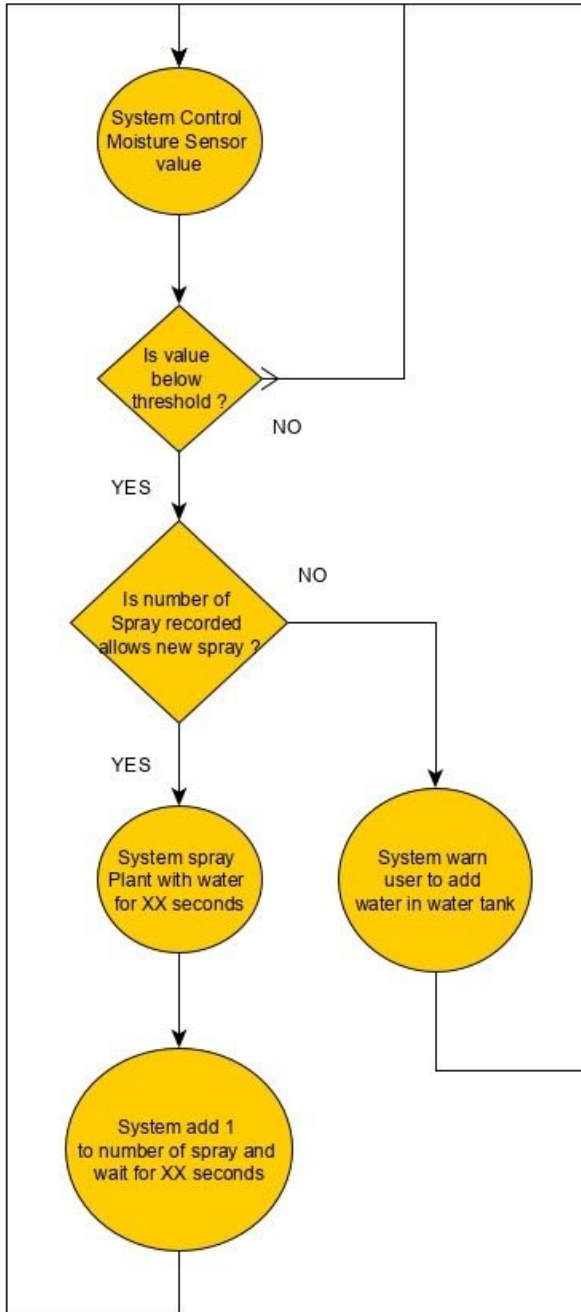 System Control
Moisture Sensor
value
Is value
below
threshold ?
NO
YES
Is number of
Spray recorded
allows new spray ?
NO
YES
System spray
Plant with water
for XX seconds
System warn
user to add
water in water tank
System add 1
to number of spray and
wait for XX seconds